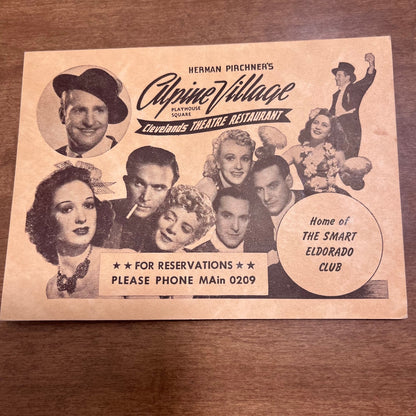 HERMAN PIRCHNER'S
Alpine Village
PLAYHOUSE
SQUARE
Clevelands THEATRE RESTAURANT
Home of
THE SMART
ELDORADO
CLUB
★★ FOR RESERVATIONS ★★
PLEASE PHONE MAin 0209